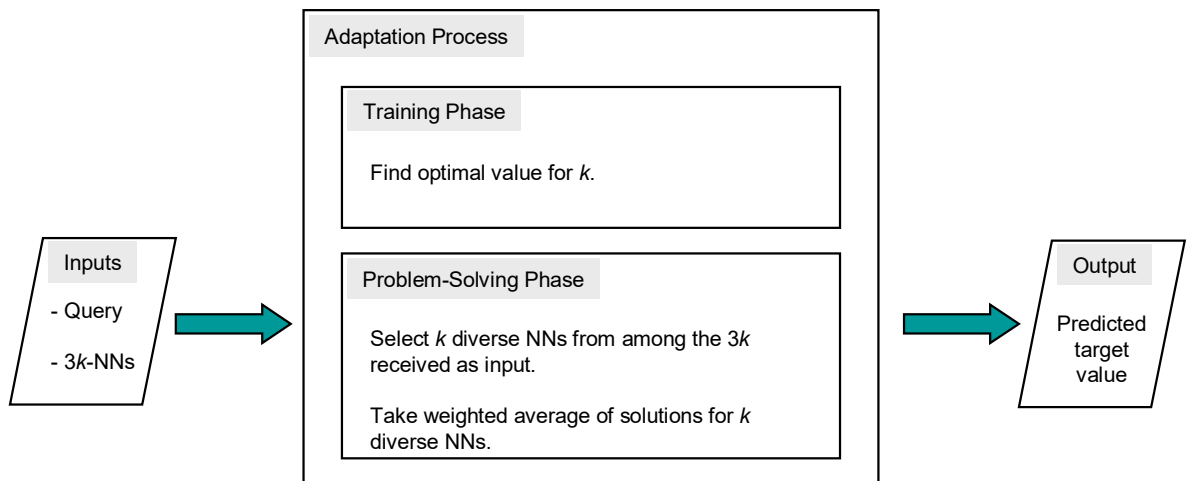 Adaptation Process
Training Phase
Find optimal value for k.
Inputs
- Query
- 3k-NNs
Problem-Solving Phase
Select k diverse NNs from among the 3k
received as input.
Take weighted average of solutions for k
diverse NNs.
Output
Predicted
target
value